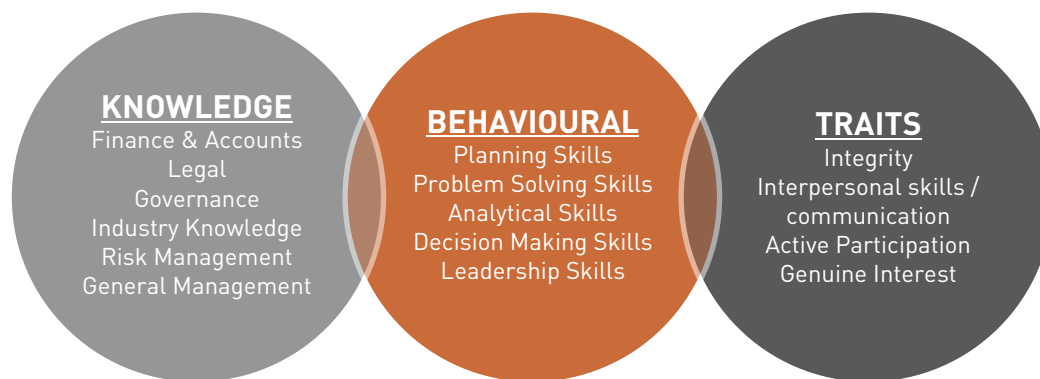 KNOWLEDGE
Finance & Accounts
Legal
Governance
Industry Knowledge
Risk Management
General Management
BEHAVIOURAL
Planning Skills
Problem Solving Skills
Analytical Skills
Decision Making Skills
Leadership Skills
TRAITS
Integrity
Interpersonal skills /
communication
Active Participation
Genuine Interest